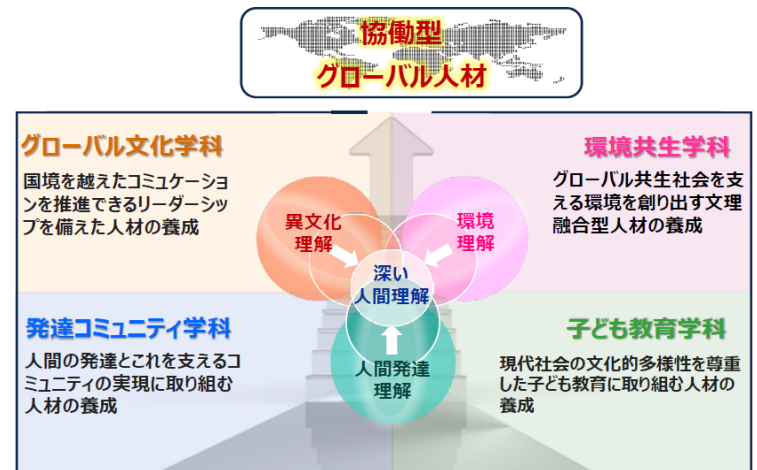 協働型
グローバル人材
グローバル文化学科
国境を越えたコミュケーショ
ンを推進できるリーダーシッ
プを備えた人材の養成
環境共生学科
グローバル共生社会を支
える環境を創り出す文理
融合型人材の養成
異文化
理解
環境
理解
深い
人間理解
人間発達
理解
発達コミュニティ学科
人間の発達とこれを支えるコ
ミュニティの実現に取り組む
人材の養成
子ども教育学科
現代社会の文化的多様性を尊重
した子ども教育に取り組む人材の
養成